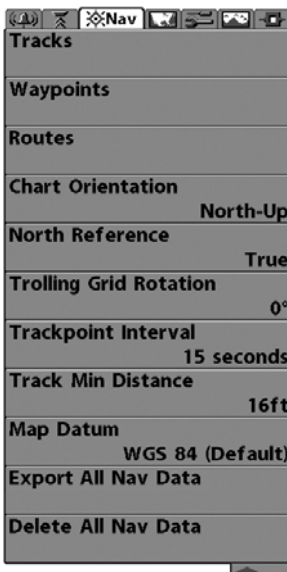 Nav
Tracks
Waypoints
Routes
Chart Orientation
North-Up
North Reference
True
Trolling Grid Rotation
0°
Trackpoint Interval
15 seconds
Track Min Distance
16ft
Map Datum
WGS 84 (Default)
Export All Nav Data
Delete All Nav Data